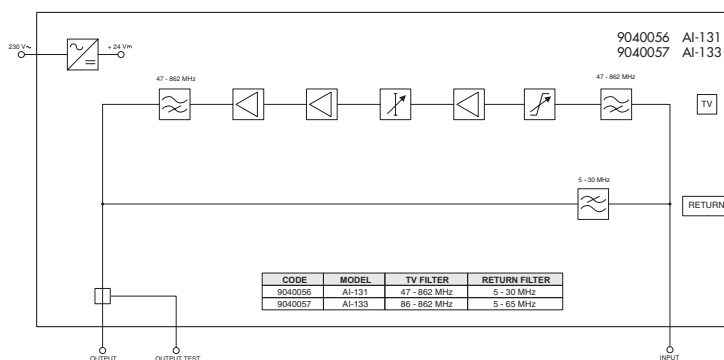 9040056 AI-131
9040057 AI-133
230 V~
+ 24 V
47 - 862 MHz
47 - 862 MHz
TV
5 - 30 MHz
RETURN
CODE MODEL TV FILTER RETURN FILTER
9040056 AI-131 47 - 862 MHz 5 - 30 MHz
9040057 AI-133 86 - 862 MHz 5 - 65 MHz
OUTPUT
OUTPUT TEST
INPUT